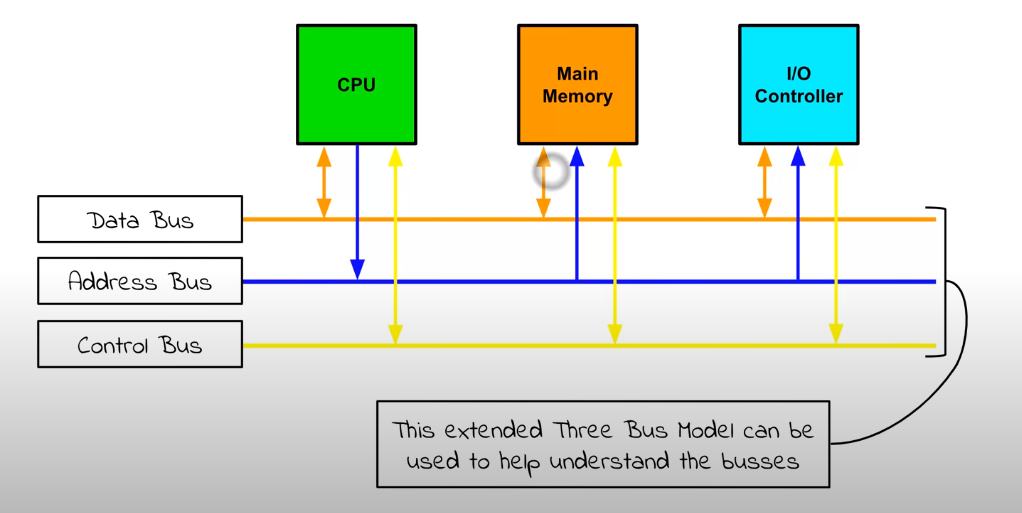 CPU
Main
Memory
I/O
Controller
Data Bus
Address Bus
Control Bus
This extended Three Bus Model can be
used to help understand the busses